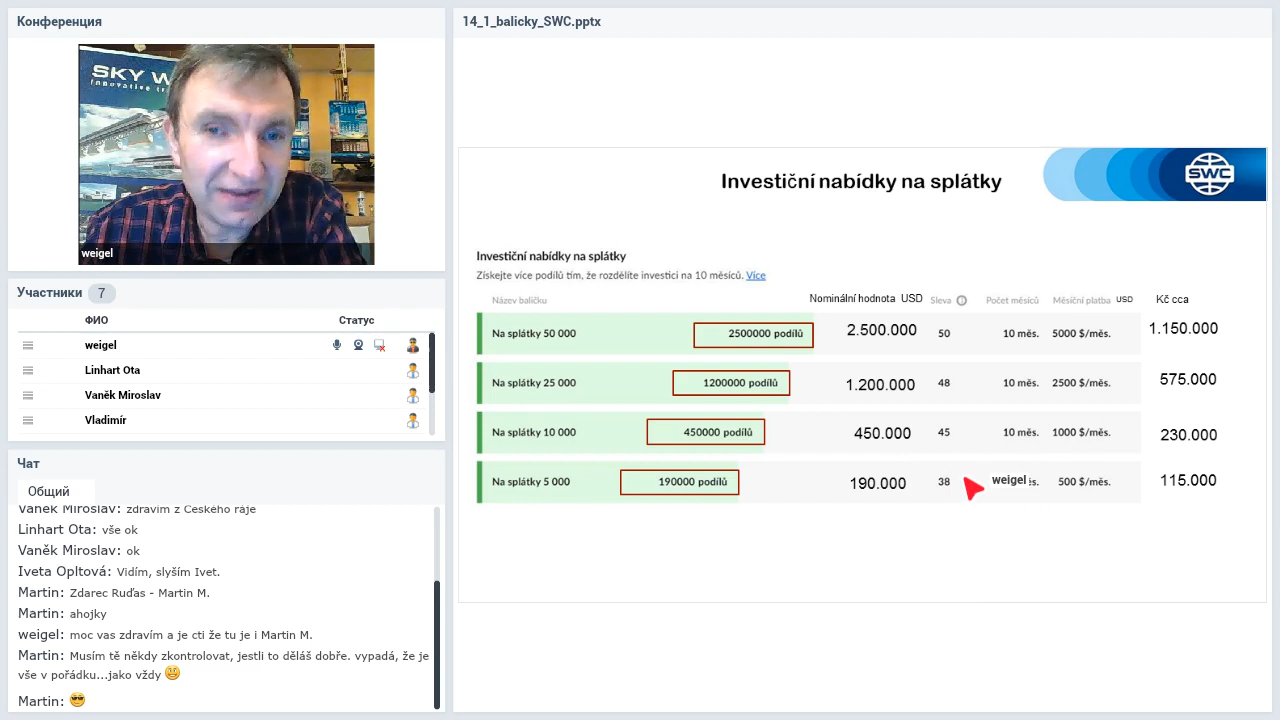 Конференция
SKY W
weigel
Участники 7
ФИО Статус
weigel
Linhart Ota
Vaněk Miroslav
Vladimír
Чат
Общий
Vaněk Miroslav: zdravím z Českého ráje
Linhart Ota: vše ok
Vaněk Miroslav: ok
Iveta Opltová: Vidím, slyším Ivet.
Martin: Zdarec Ruďas - Martin M.
Martin: ahojky
weigel: moc vas zdravím a je cti že tu je i Martin M.
Martin: Musím tě někdy zkontrolovat, jestli to děláš dobře. vypadá, že je
vše v pořádku...jako vždy
Martin:
14_1_balicky_SWC.pptx
Investiční nabídky na splátky
SWC
Investiční nabídky na splátky
Získejte více podílů tím, že rozdělíte investici na 10 měsíců. Více
Název balíčku Nominální hodnota USD Sleva Počet měsíců Měsíční platba USD Kč cca
Na splátky 50 000 2500000 podílů 2.500.000 50 10 měs. 5000 $/měs. 1.150.000
Na splátky 25 000 1200000 podílů 1.200.000 48 10 měs. 2500 $/měs. 575.000
Na splátky 10 000 450000 podílů 450.000 45 10 měs. 1000 $/měs. 230.000
Na splátky 5 000 190000 podílů 190.000 38 weigel 500 $/měs. 115.000